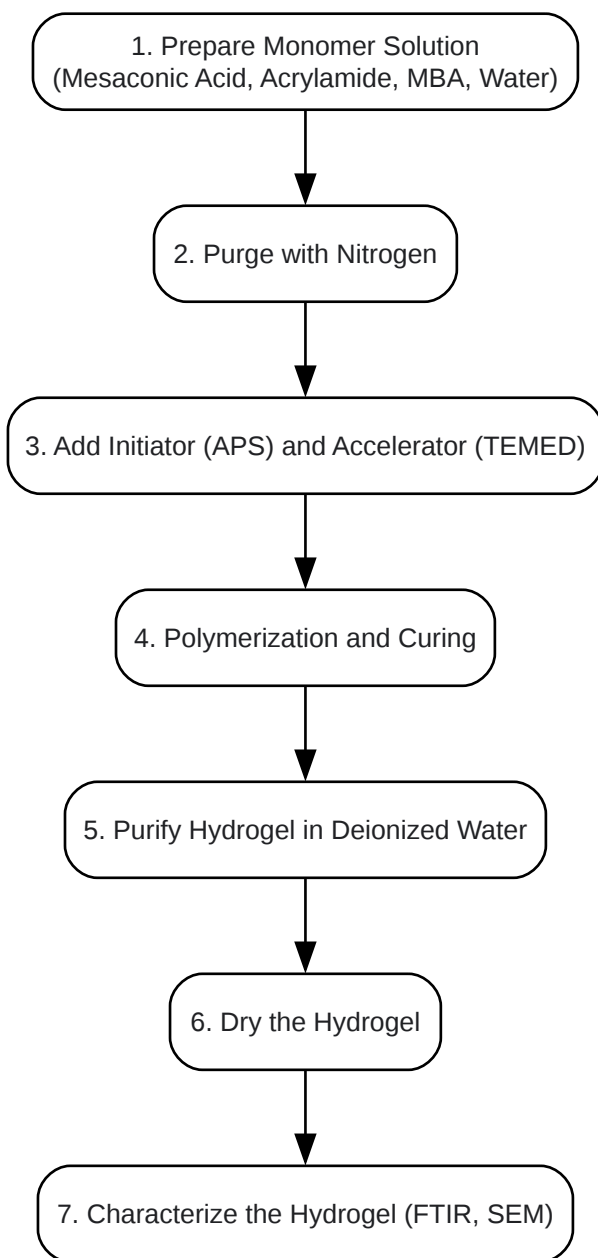 1. Prepare Monomer Solution
(Mesaconic Acid, Acrylamide, MBA, Water)
2. Purge with Nitrogen
3. Add Initiator (APS) and Accelerator (TEMED)
4. Polymerization and Curing
5. Purify Hydrogel in Deionized Water
6. Dry the Hydrogel
7. Characterize the Hydrogel (FTIR, SEM)